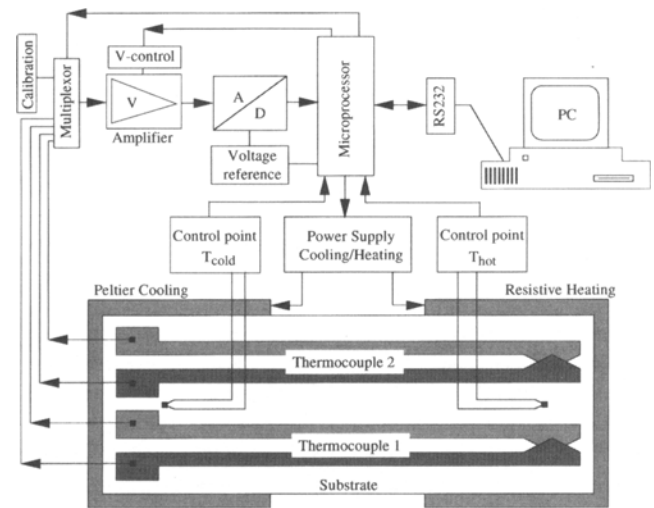 Calibration
Multiplexor
V-control
V
Amplifier
A
D
Voltage
reference
Microprocessor
RS232
PC
Control point
Tcold
Power Supply
Cooling/Heating
Control point
Thot
Peltier Cooling
Resistive Heating
Thermocouple 2
Thermocouple 1
Substrate